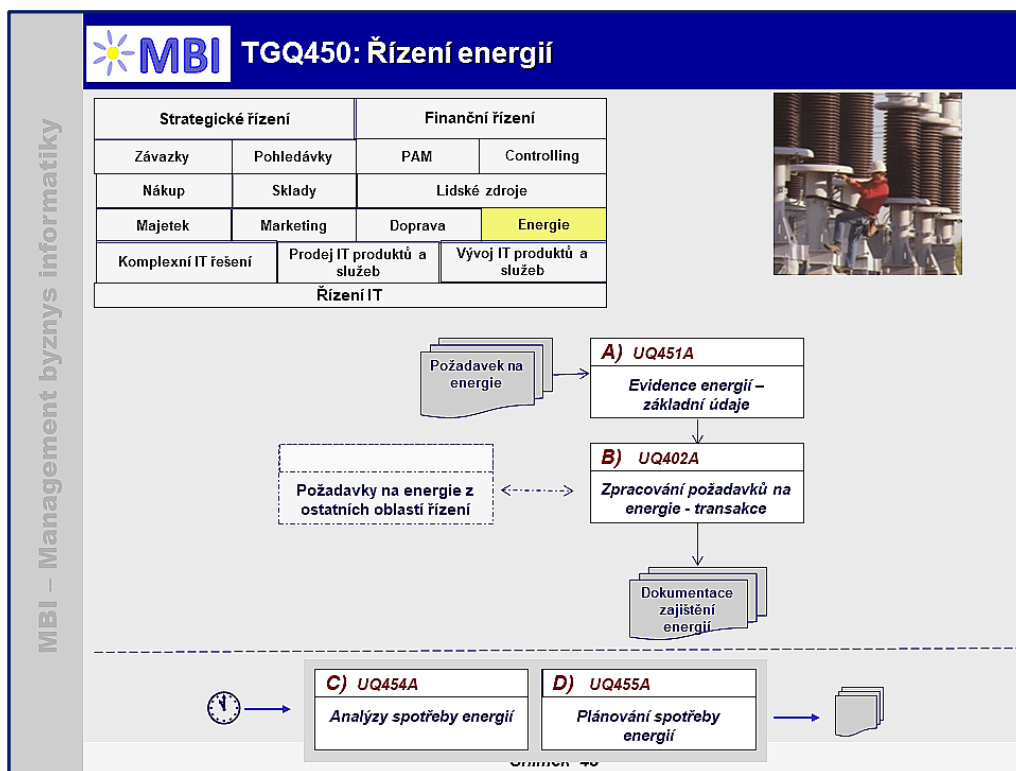 MBI
TGQ450: Řízení energií
MBI – Management byznys informatiky
Strategické řízení
Finanční řízení
Závazky
Pohledávky
PAM
Controlling
Nákup
Sklady
Lidské zdroje
Majetek
Marketing
Doprava
Energie
Komplexní IT řešení
Prodej IT produktů a
služeb
Vývoj IT produktů a
služeb
Řízení IT
Požadavek na
energie
A) UQ451A
Evidence energií –
základní údaje
Požadavky na energie z
ostatních oblastí řízení
B) UQ402A
Zpracování požadavků na
energie - transakce
Dokumentace
zajištění
energií
C) UQ454A
Analýzy spotřeby energií
D) UQ455A
Plánování spotřeby
energií